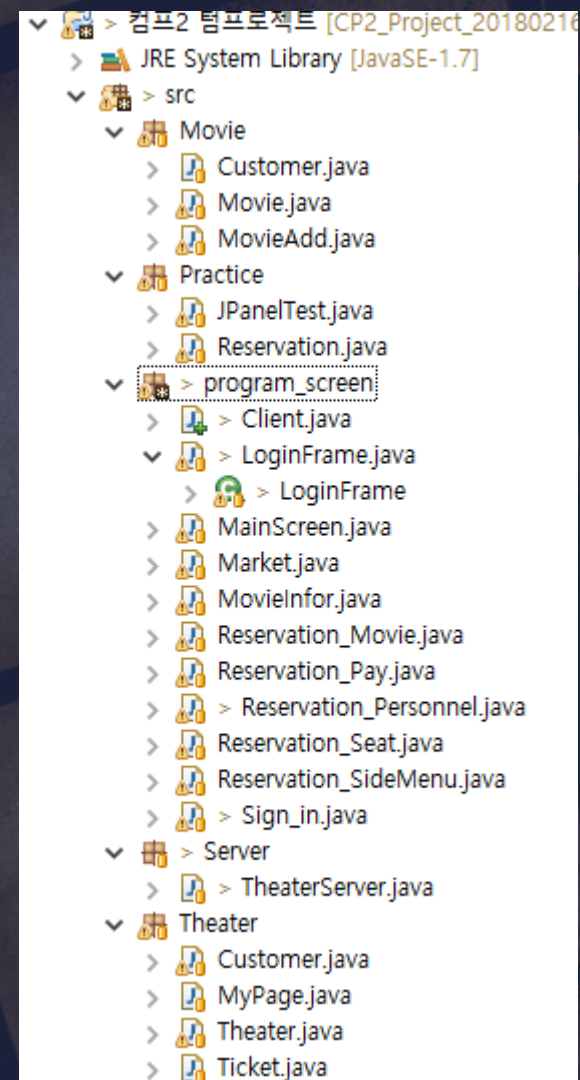 > 컴프2 텀프로젝트 [CP2_Project_20180216
JRE System Library [JavaSE-1.7]
> src
Movie
Customer.java
Movie.java
MovieAdd.java
Practice
JPanelTest.java
Reservation.java
> program_screen
> Client.java
> LoginFrame.java
> LoginFrame
MainScreen.java
Market.java
MovieInfor.java
Reservation_Movie.java
Reservation_Pay.java
> Reservation_Personnel.java
Reservation_Seat.java
Reservation_SideMenu.java
> Sign_in.java
> Server
> TheaterServer.java
Theater
Customer.java
MyPage.java
Theater.java
Ticket.java